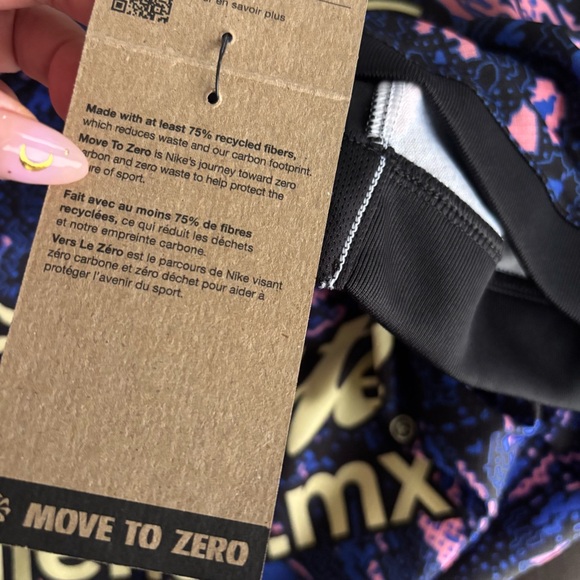 ur en savoir plus
Made with at least 75% recycled fibers,
which reduces waste and our carbon footprint.
Move To Zero is Nike's journey toward zero
carbon and zero waste to help protect the
of sport.
Fait avec au moins 75% de fibres
recyclées, ce qui réduit les déchets
et notre empreinte carbone.
Vers Le Zéro est le parcours de Nike visant
zéro carbone et zéro déchet pour aider à
protéger l'avenir du sport.
®
mx
MOVE TO ZERO